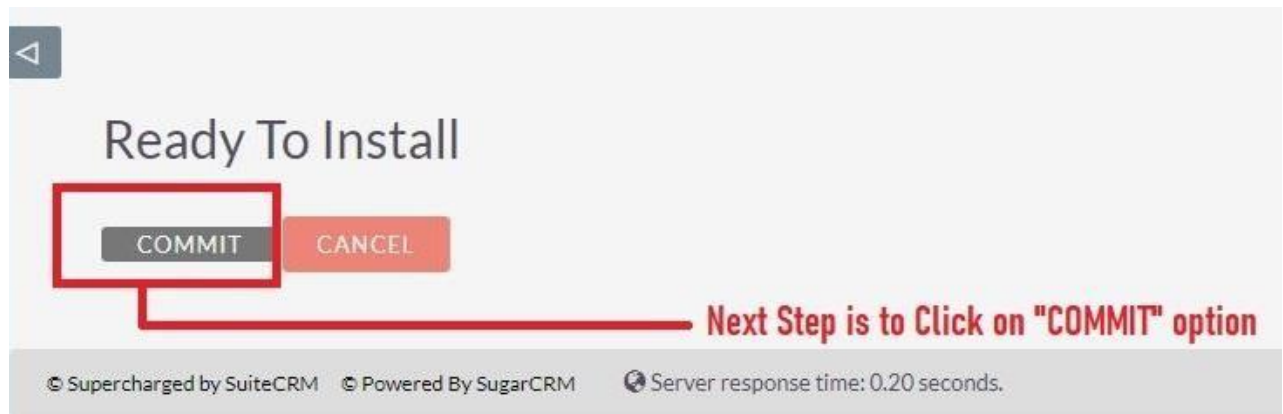 Ready To Install
COMMIT CANCEL
Next Step is to Click on "COMMIT" option
© Supercharged by SuiteCRM © Powered By SugarCRM Server response time: 0.20 seconds.